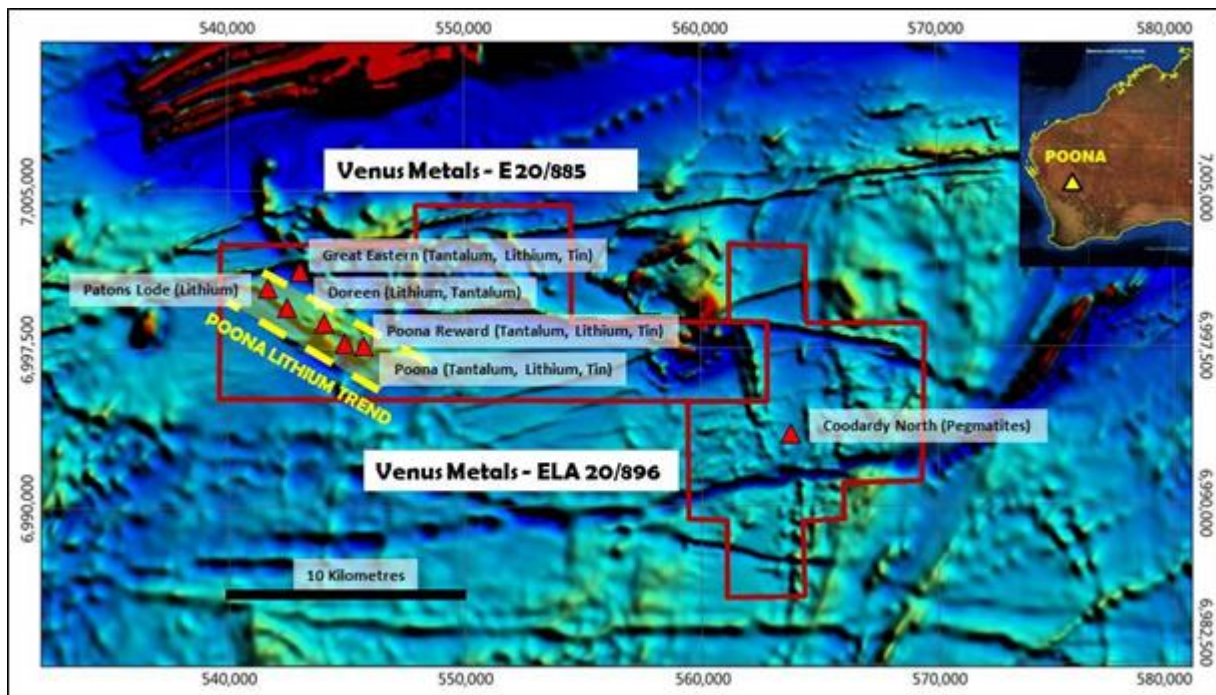 540,000
550,000
560,000
570,000
580,000
POONA
Venus Metals - E 20/885
7,005,000
7,005,000
Great Eastern (Tantalum, Lithium, Tin)
Patons Lode (Lithium)
Doreen (Lithium, Tantalum)
Poona Reward (Tantalum, Lithium, Tin)
6,997,500
6,997,500
Poona (Tantalum, Lithium, Tin)
POONA LITHIUM TREND
Coodardy North (Pegmatites)
Venus Metals - ELA 20/896
6,990,000
6,990,000
10 Kilometres
6,982,500
540,000
550,000
560,000
570,000
580,000